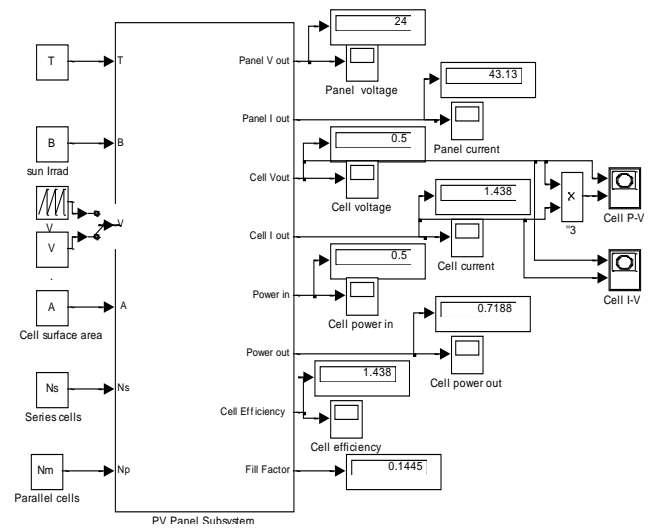 T
T
B
sun Irrad
B
V
V
V
.
A
Cell surface area
A
Ns
Series cells
Ns
Nm
Parallel cells
Np
PV Panel Subsystem
Panel V out
24
Panel voltage
Panel I out
43.13
Panel current
Cell Vout
0.5
Cell voltage
Cell I out
1.438
Cell current
Power in
0.5
Cell power in
Power out
0.7188
Cell power out
Cell Efficiency
1.438
Cell efficiency
Fill Factor
0.1445
X
"3
Cell P-V
Cell I-V